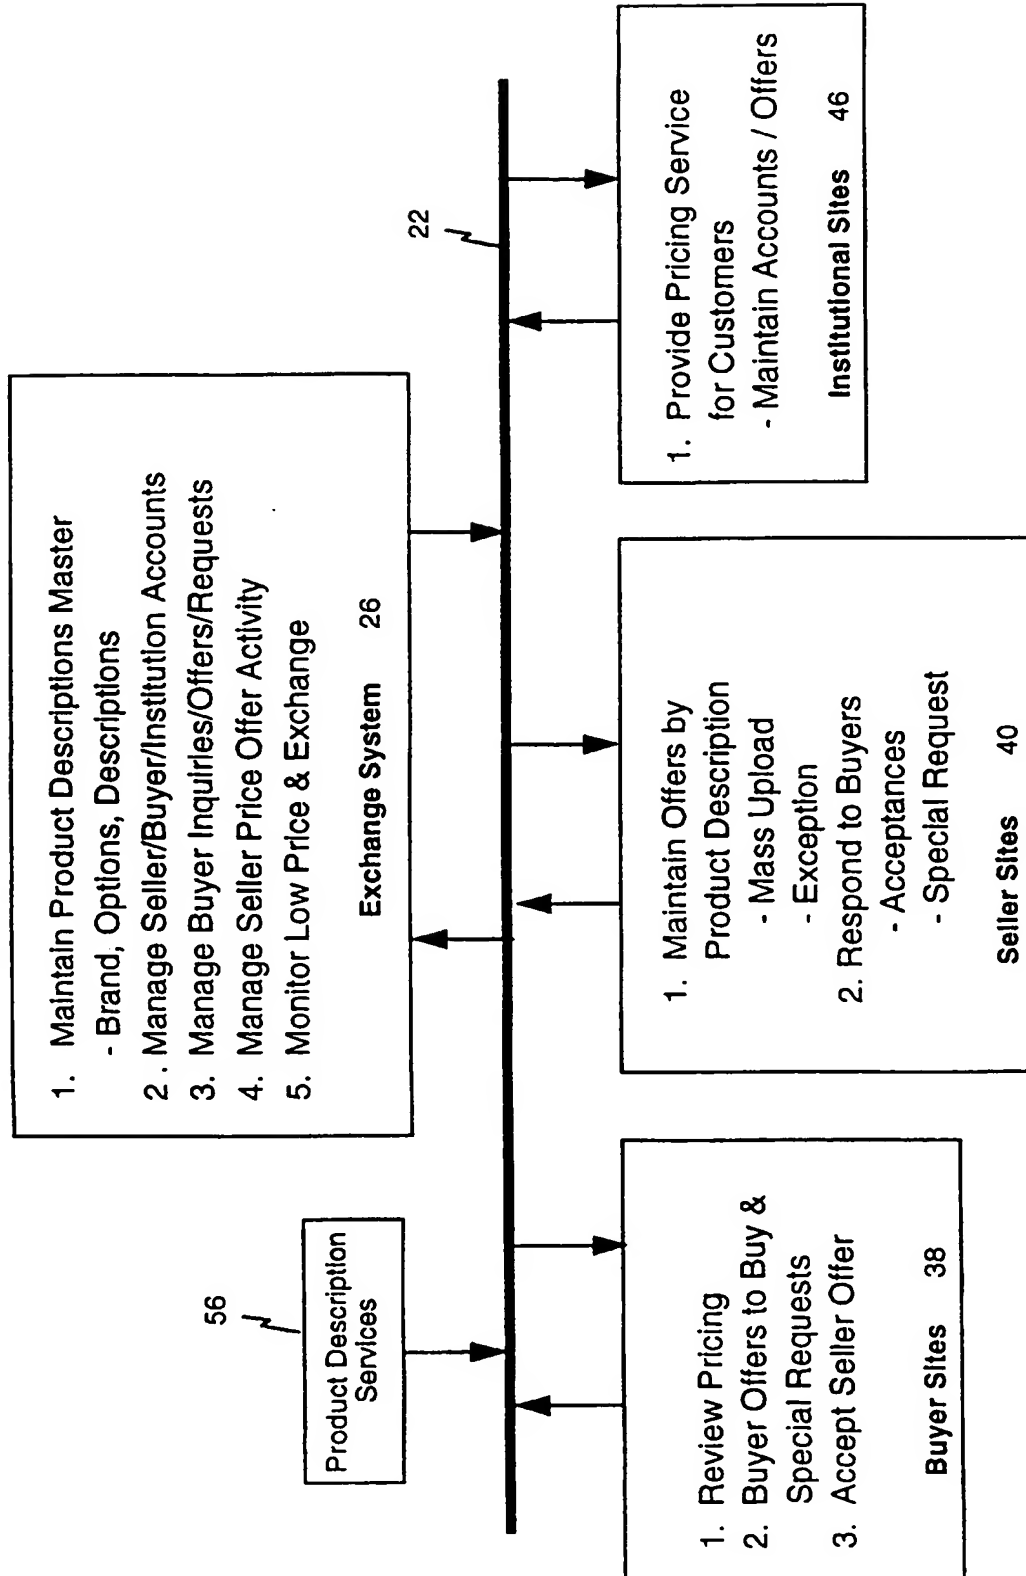 56
Product Description
Services
1. Maintain Product Descriptions Master
- Brand, Options, Descriptions
2. Manage Seller/Buyer/Institution Accounts
3. Manage Buyer Inquiries/Offers/Requests
4. Manage Seller Price Offer Activity
5. Monitor Low Price & Exchange
Exchange System 26
22
1. Review Pricing
2. Buyer Offers to Buy &
Special Requests
3. Accept Seller Offer
Buyer Sites 38
1. Maintain Offers by
Product Description
- Mass Upload
- Exception
2. Respond to Buyers
- Acceptances
- Special Request
Seller Sites 40
1. Provide Pricing Service
for Customers
- Maintain Accounts / Offers
Institutional Sites 46